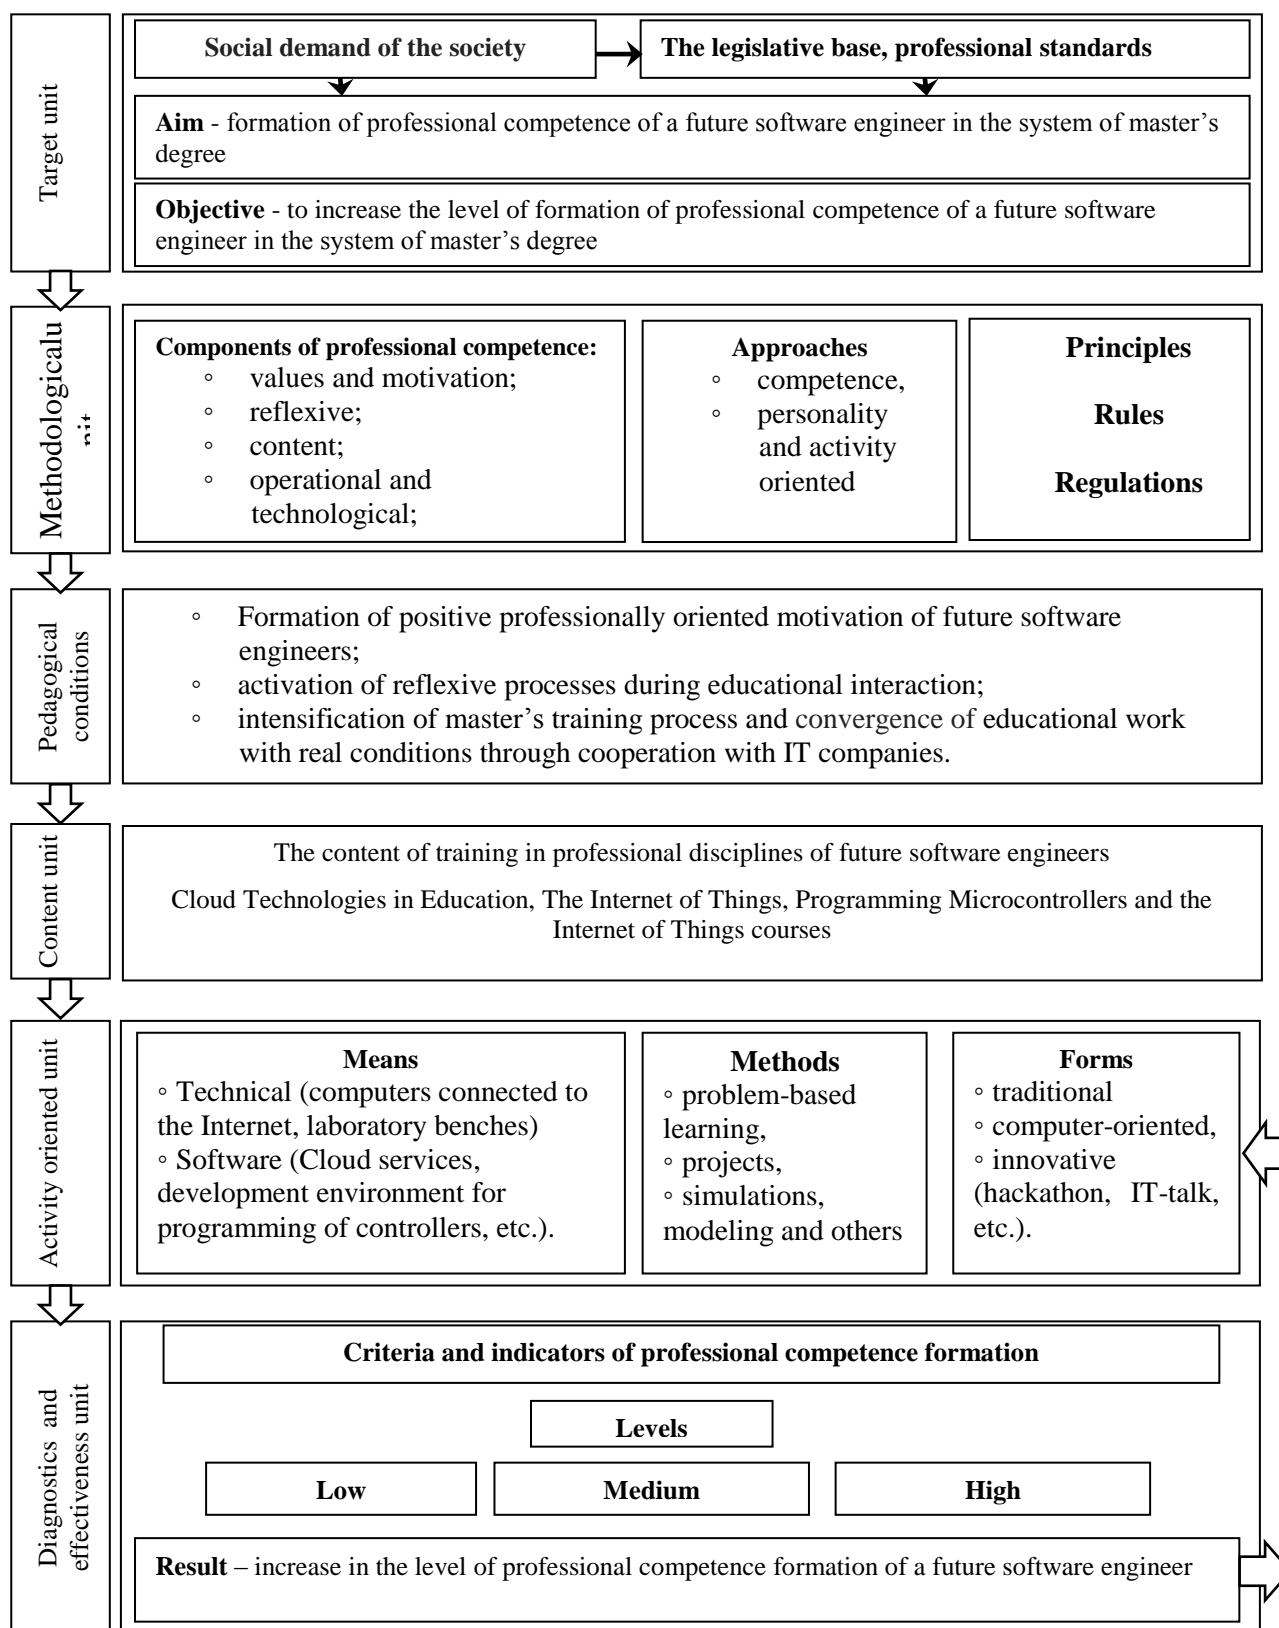 Target unit
Social demand of the society
The legislative base, professional standards
Aim - formation of professional competence of a future software engineer in the system of master’s
degree
Objective - to increase the level of formation of professional competence of a future software
engineer in the system of master’s degree
Methodologicalu
nit
Components of professional competence:
◦ values and motivation;
◦ reflexive;
◦ content;
◦ operational and
technological;
Approaches
◦ competence,
◦ personality
and activity
oriented
Principles
Rules
Regulations
Pedagogical
conditions
◦ Formation of positive professionally oriented motivation of future software
engineers;
◦ activation of reflexive processes during educational interaction;
◦ intensification of master’s training process and convergence of educational work
with real conditions through cooperation with IT companies.
Content unit
The content of training in professional disciplines of future software engineers
Cloud Technologies in Education, The Internet of Things, Programming Microcontrollers and the
Internet of Things courses
Activity oriented unit
Means
◦ Technical (computers connected to
the Internet, laboratory benches)
◦ Software (Cloud services,
development environment for
programming of controllers, etc.).
Methods
◦ problem-based
learning,
◦ projects,
◦ simulations,
modeling and others
Forms
◦ traditional
◦ computer-oriented,
◦ innovative
(hackathon, IT-talk,
etc.).
Diagnostics and
effectiveness unit
Criteria and indicators of professional competence formation
Levels
Low
Medium
High
Result – increase in the level of professional competence formation of a future software engineer